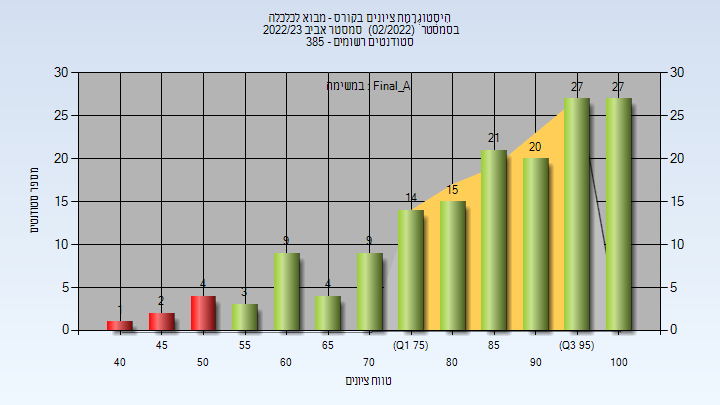 היסטוגרמת ציונים בקורס - מבוא לכלכלה
בסמסטר (02/2022) סמסטר אביב 2022/23
סטודנטים רשומים - 385
במשימה : Final_A
מספר סטודנטים
30 25 20 15 10 5 0
1 2 4 3 9 4 9 14 15 21 20 27 27
30 25 20 15 10 5 0
45 55 65 (Q1 75) 85 (Q3 95)
40 50 60 70 80 90 100
טווח ציונים